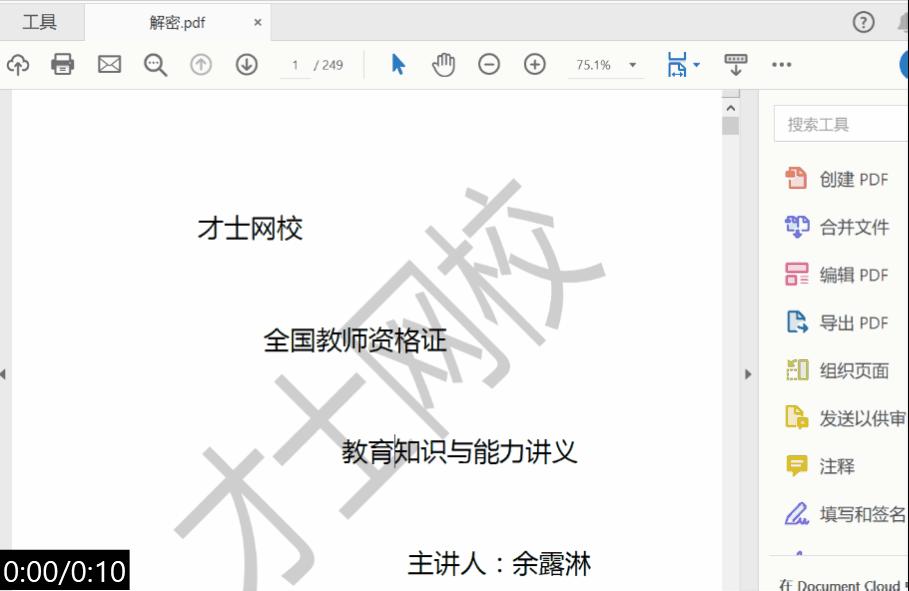 工具
解密.pdf
×
?
1 / 249
75.1%
搜索工具
创建 PDF
合并文件
编辑 PDF
导出 PDF
组织页面
发送以供审
注释
填写和签名
在 Document Cloud
才士网校
全国教师资格证
教育知识与能力讲义
主讲人：余露淋
才士网校
0:00/0:10